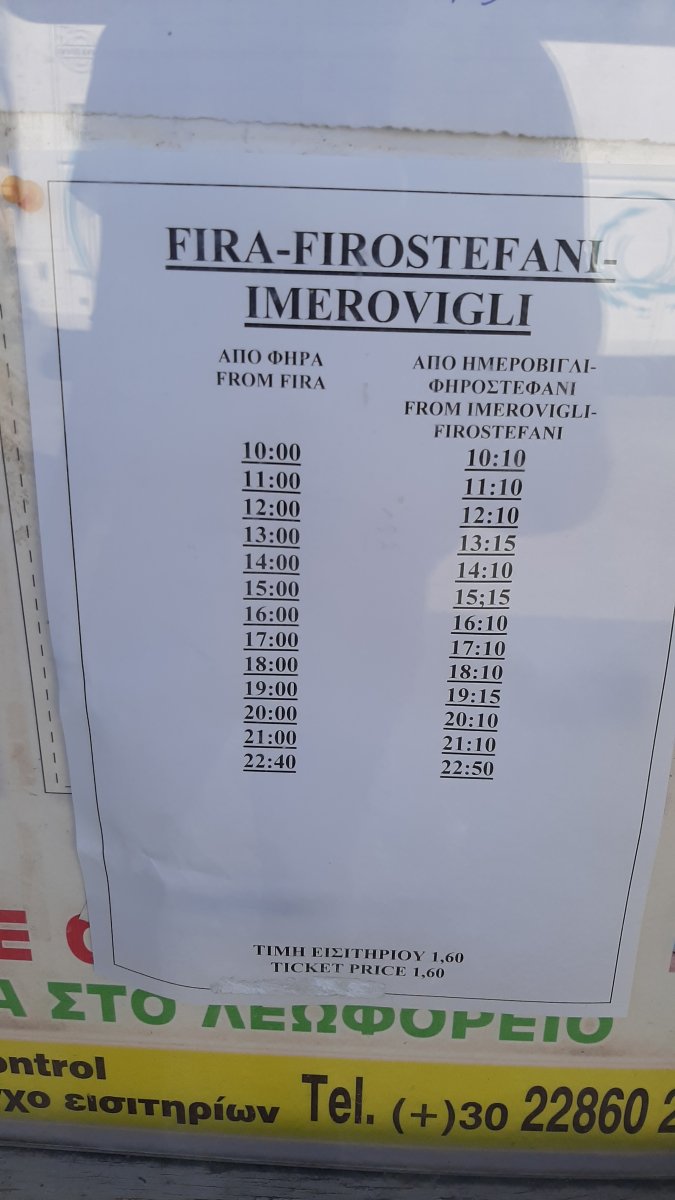 FIRA-FIROSTEFANI-
IMEROVIGLI
ΑΠΟ ΦΗΡΑ
FROM FIRA
ΑΠΟ ΗΜΕΡΟΒΙΓΛΙ-
ΦΗΡΟΣΤΕΦΑΝΙ
FROM IMEROVIGLI-
FIROSTEFANI
10:00 10:10
11:00 11:10
12:00 12:10
13:00 13:15
14:00 14:10
15:00 15;15
16:00 16:10
17:00 17:10
18:00 18:10
19:00 19:15
20:00 20:10
21:00 21:10
22:40 22:50
ΤΙΜΗ ΕΙΣΙΤΗΡΙΟΥ 1,60
TICKET PRICE 1,60
ΣΤΟ ΛΕΩΦΟΡΕΙΟ
εισιτηρίων Tel. (+)30 22860